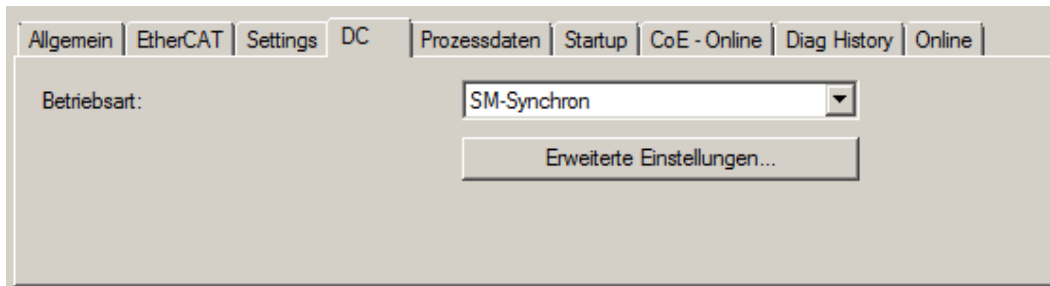 Allgemein EtherCAT Settings DC Prozessdaten Startup CoE - Online Diag History Online
Betriebsart: SM-Synchron
Erweiterte Einstellungen...